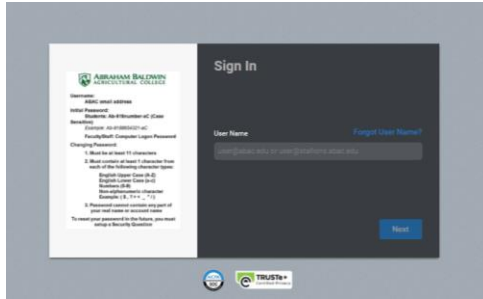 ABRAHAM BALDWIN
AGRICULTURAL COLLEGE
Username:
ABAC email address
Initial Password:
Students: Ab-918number-aC (Case
Sensitive)
Faculty/Staff: Computer Logon Password
Changing Password:
1. Must be at least 11 characters
2. Must contain at least 1 character from
each of the following character types:
English Upper Case (A-Z)
English Lower Case (a-z)
Numbers (0-9)
Non-alphanumeric character
3. Password cannot contain any part of
your real name or account name
To reset your password in the future, you must
setup a Security Question
Sign In
User Name
Forgot User Name?
user@abac.edu or user@stallions.abac.edu
Next
TRUSTe
Certified Privacy